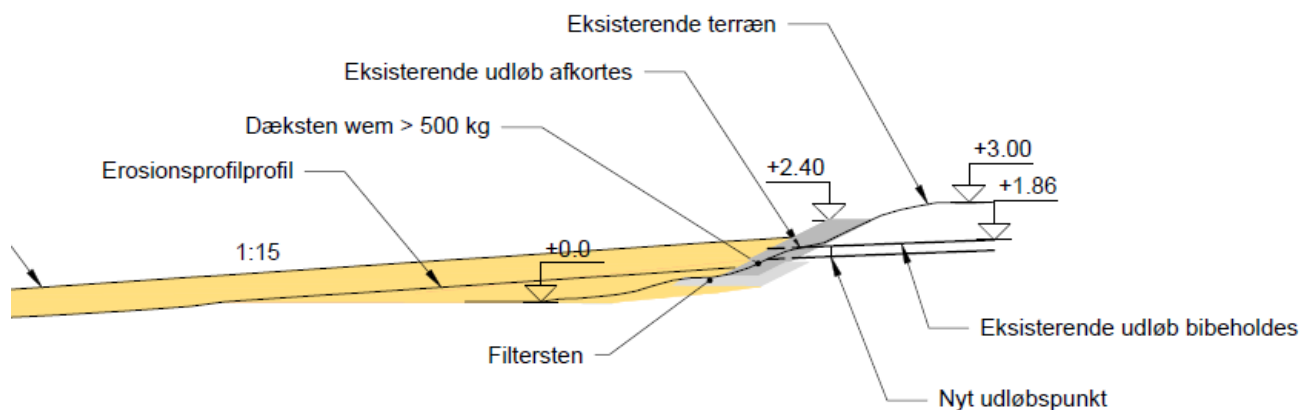 Eksisterende terræn
Eksisterende udløb afkortes
Dæksten wem > 500 kg
+3.00
Erosionsprofilprofil
+2.40
+1.86
1:15
+0.0
Eksisterende udløb bibeholdes
Filtersten
Nyt udløbspunkt